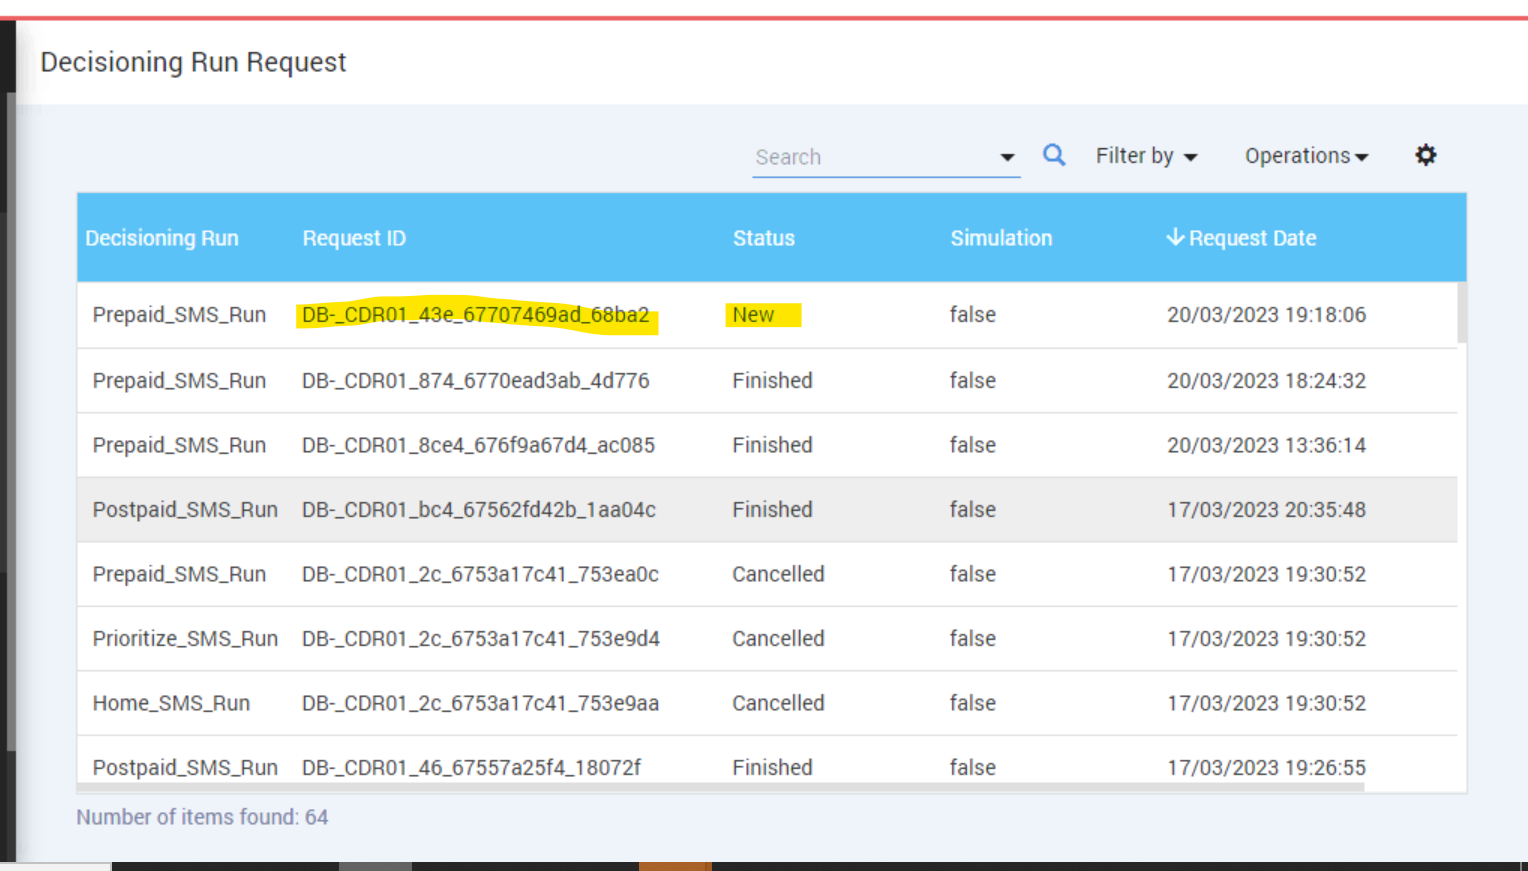 Decisioning Run Request
Search Filter by Operations
Decisioning Run Request ID Status Simulation Request Date
Prepaid_SMS_Run DB-_CDR01_43e_67707469ad_68ba2 New false 20/03/2023 19:18:06
Prepaid_SMS_Run DB-_CDR01_874_6770ead3ab_4d776 Finished false 20/03/2023 18:24:32
Prepaid_SMS_Run DB-_CDR01_8ce4_676f9a67d4_ac085 Finished false 20/03/2023 13:36:14
Postpaid_SMS_Run DB-_CDR01_bc4_67562fd42b_1aa04c Finished false 17/03/2023 20:35:48
Prepaid_SMS_Run DB-_CDR01_2c_6753a17c41_753ea0c Cancelled false 17/03/2023 19:30:52
Prioritize_SMS_Run DB-_CDR01_2c_6753a17c41_753e9d4 Cancelled false 17/03/2023 19:30:52
Home_SMS_Run DB-_CDR01_2c_6753a17c41_753e9aa Cancelled false 17/03/2023 19:30:52
Postpaid_SMS_Run DB-_CDR01_46_67557a25f4_18072f Finished false 17/03/2023 19:26:55
Number of items found: 64